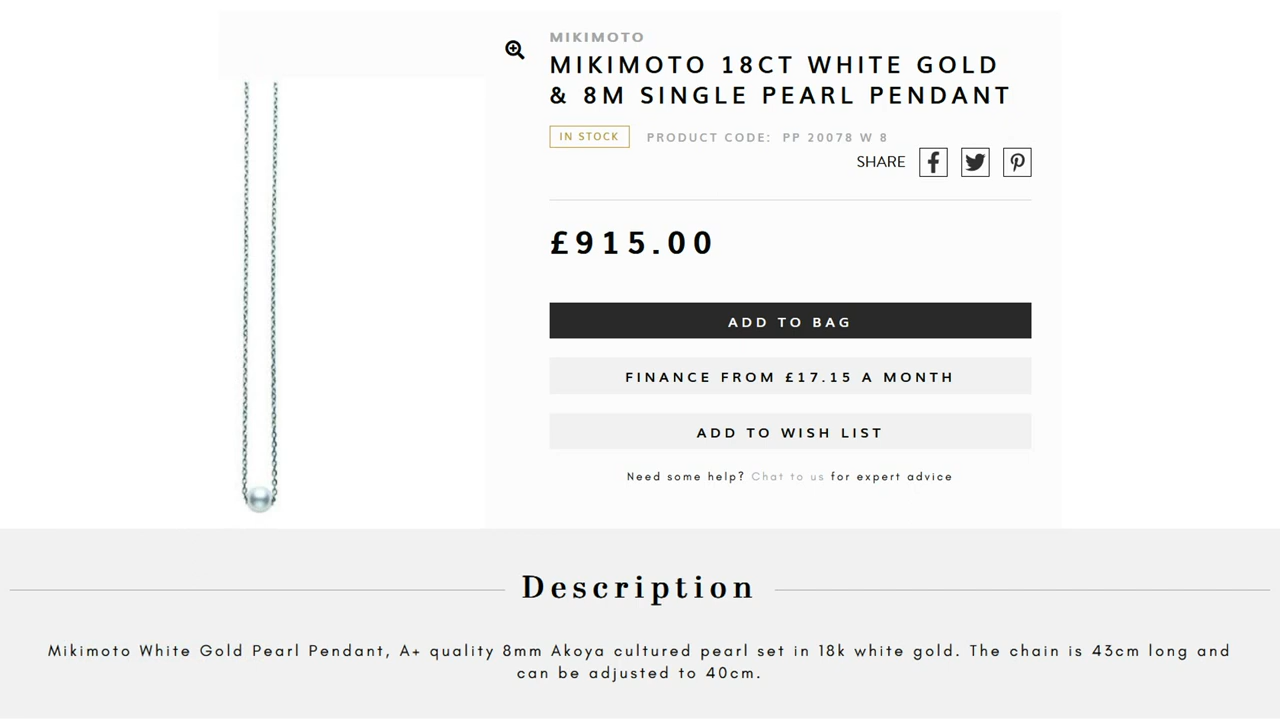 MIKIMOTO
MIKIMOTO 18CT WHITE GOLD
& 8M SINGLE PEARL PENDANT
IN STOCK PRODUCT CODE: PP 20078 W 8
SHARE
£915.00
ADD TO BAG
FINANCE FROM £17.15 A MONTH
ADD TO WISH LIST
Need some help? Chat to us for expert advice
Description
Mikimoto White Gold Pearl Pendant, A+ quality 8mm Akoya cultured pearl set in 18k white gold. The chain is 43cm long and
can be adjusted to 40cm.